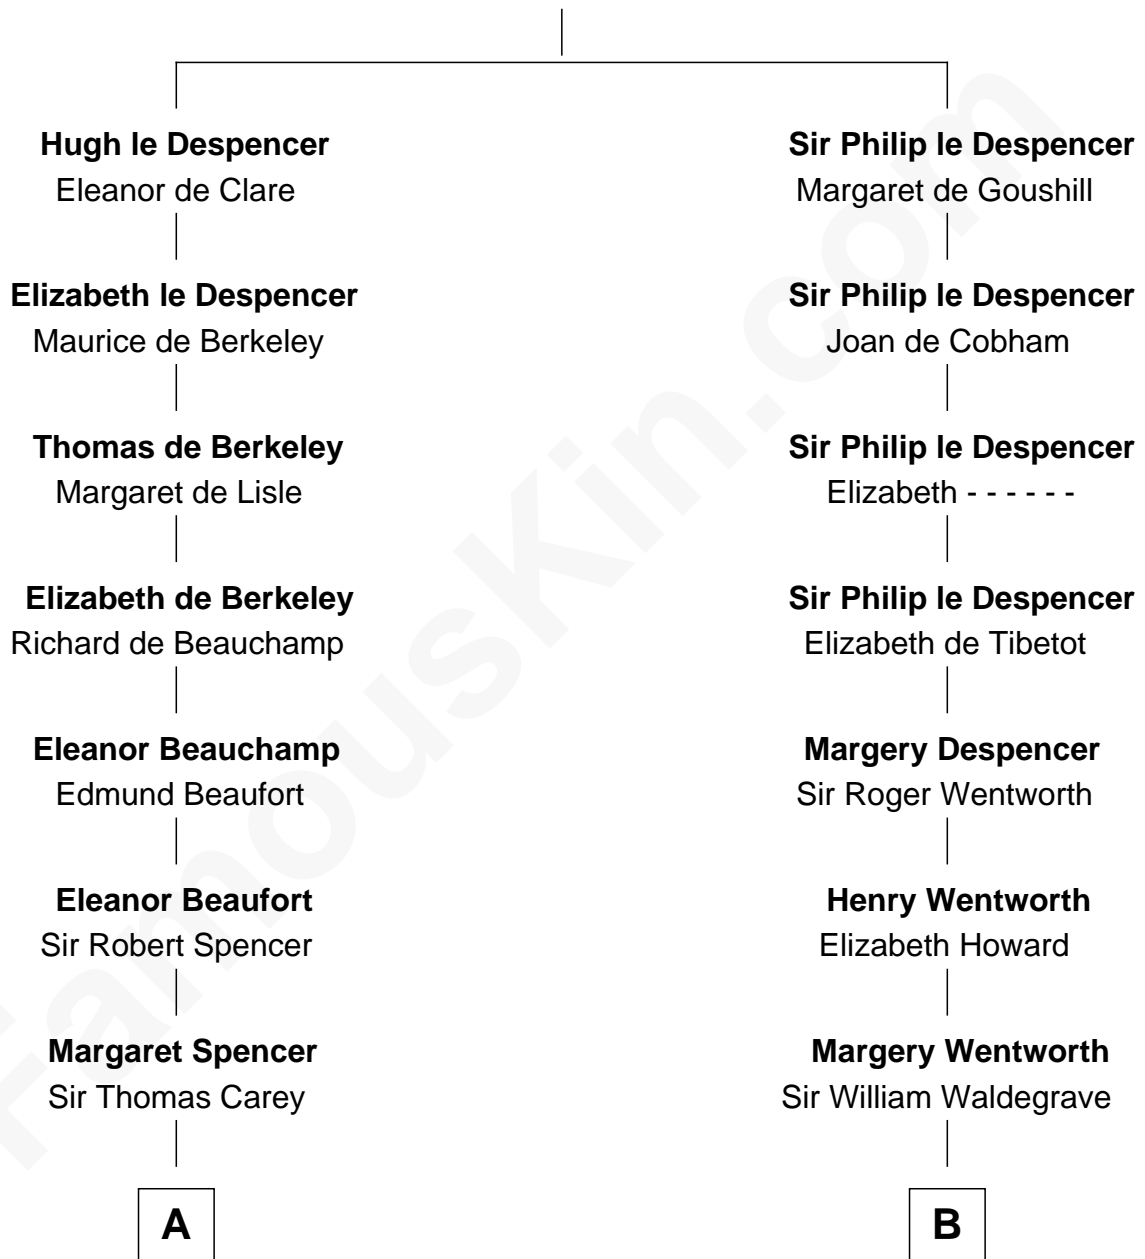 Hugh le Despencer
Eleanor de Clare
Elizabeth le Despencer
Maurice de Berkeley
Thomas de Berkeley
Margaret de Lisle
Elizabeth de Berkeley
Richard de Beauchamp
Eleanor Beauchamp
Edmund Beaufort
Eleanor Beaufort
Sir Robert Spencer
Margaret Spencer
Sir Thomas Carey
A
Sir Philip le Despencer
Margaret de Goushill
Sir Philip le Despencer
Joan de Cobham
Sir Philip le Despencer
Elizabeth - - - - - -
Sir Philip le Despencer
Elizabeth de Tibetot
Margery Despencer
Sir Roger Wentworth
Henry Wentworth
Elizabeth Howard
Margery Wentworth
Sir William Waldegrave
B
FamousKin.com